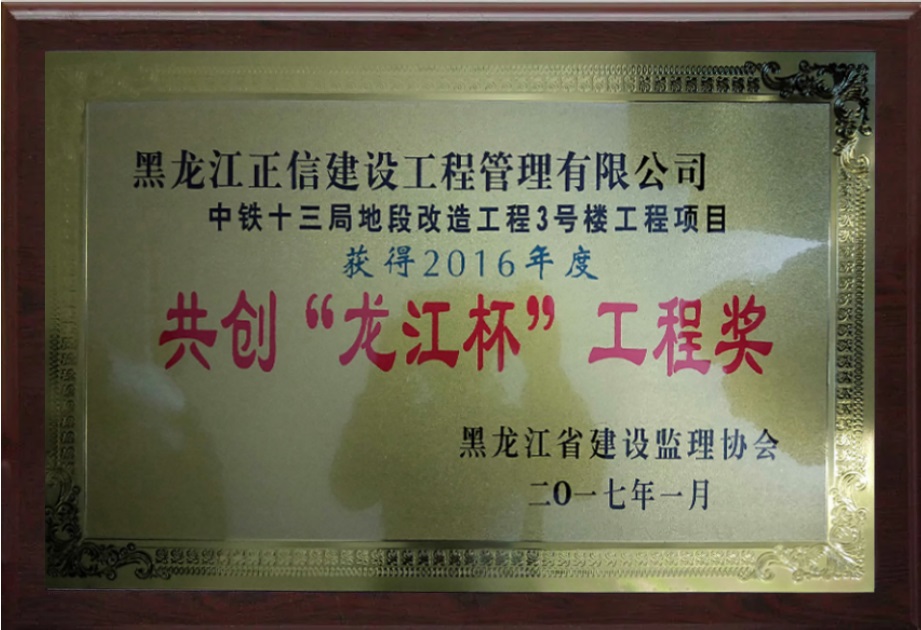 黑龙江正信建设工程管理有限公司
中铁十三局地段改造工程3号楼工程项目
获得2016年度
共创“龙江杯”工程奖
黑龙江省建设监理协会
二0一七年一月